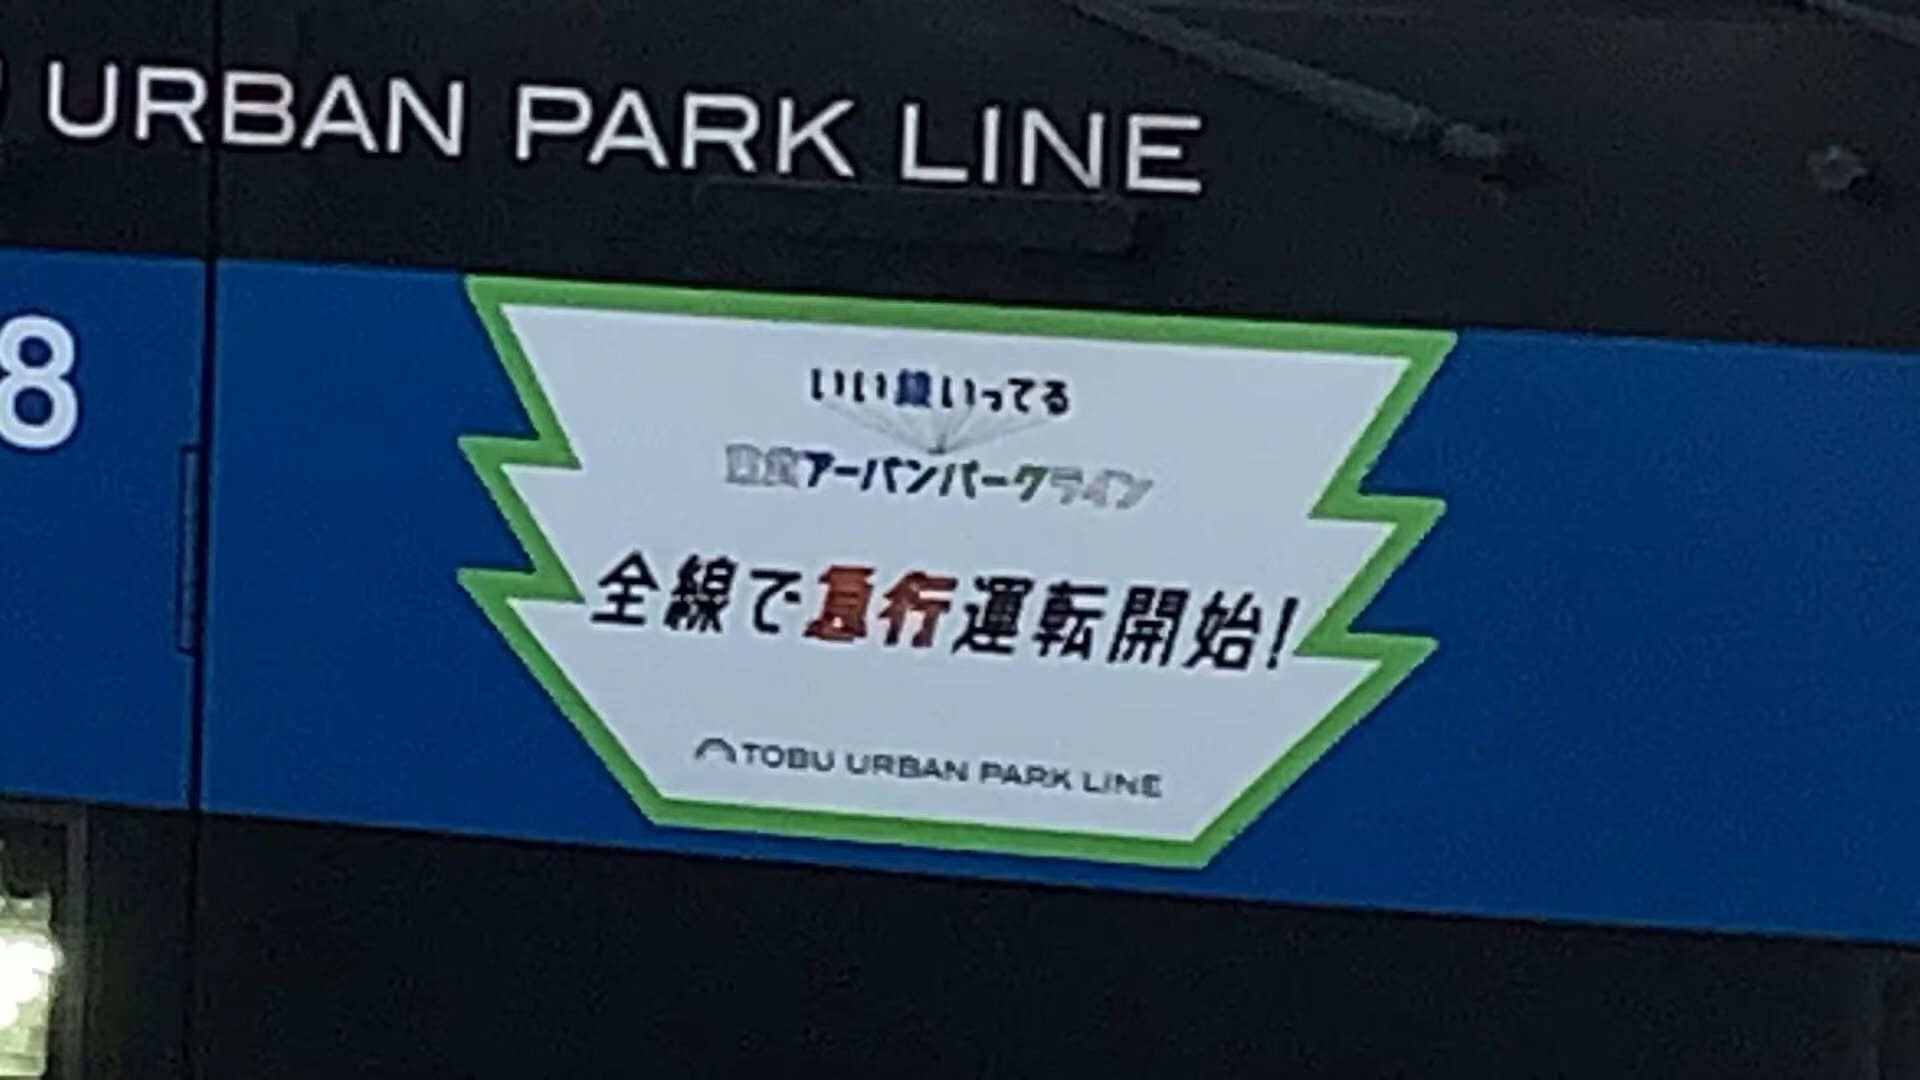 URBAN PARK LINE
8
いい線いってる
東武アーバンパークライン
全線で急行運転開始!
TOBU URBAN PARK LINE